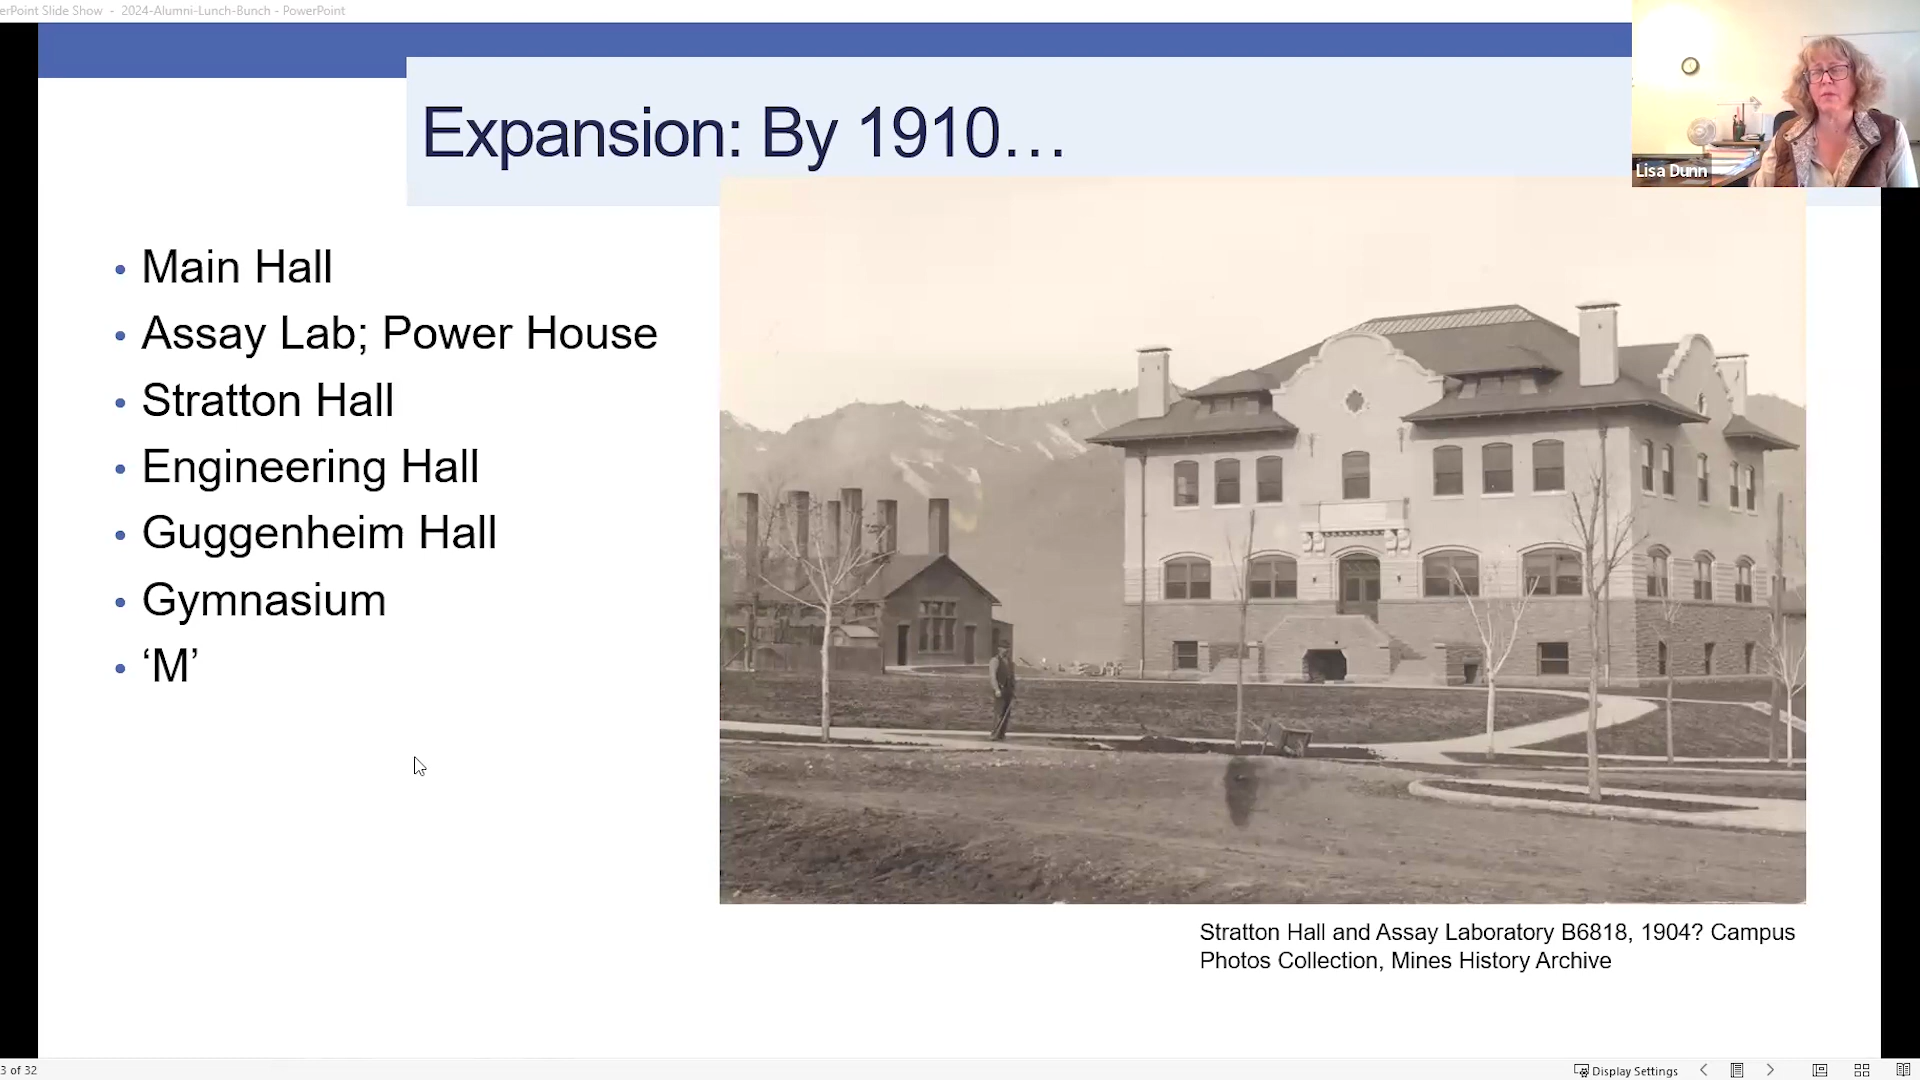 erPoint Slide Show - 2024-Alumni-Lunch-Bunch - PowerPoint
Expansion: By 1910...
Lisa Dunn
• Main Hall
• Assay Lab; Power House
• Stratton Hall
• Engineering Hall
• Guggenheim Hall
• Gymnasium
• ‘M’
Stratton Hall and Assay Laboratory B6818, 1904? Campus
Photos Collection, Mines History Archive
3 of 32
Display Settings